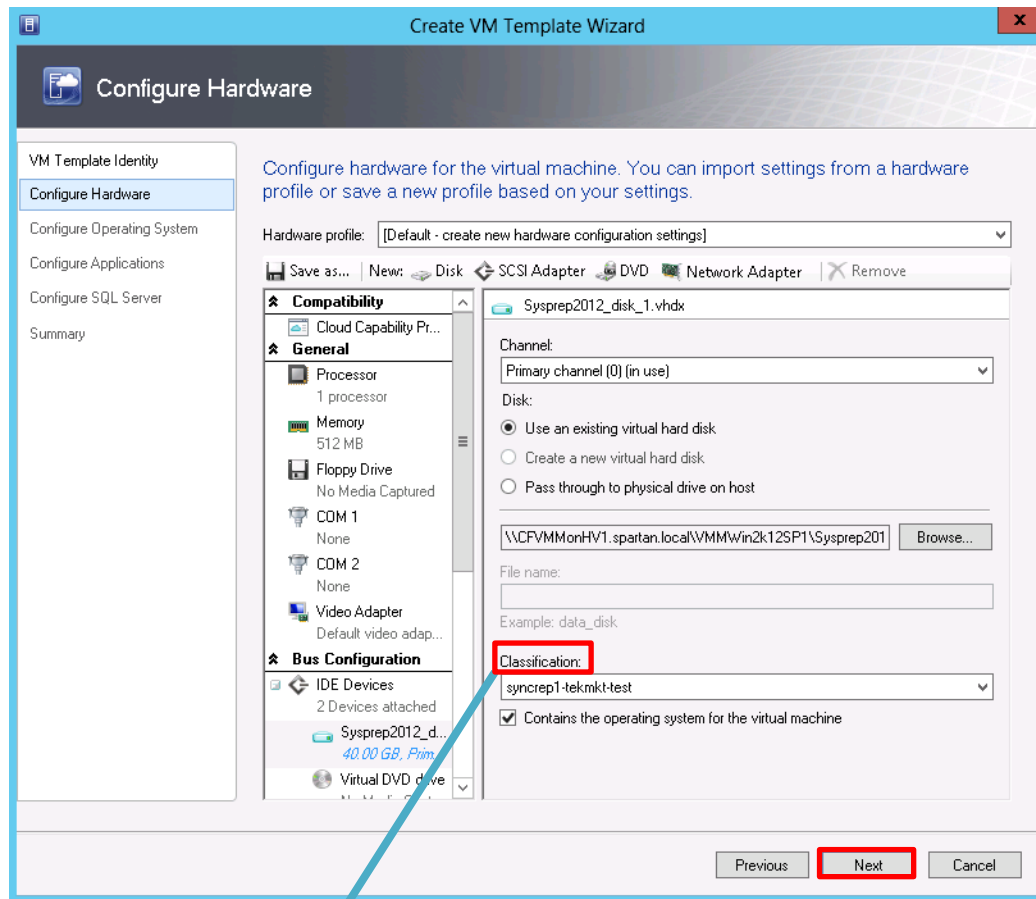 Create VM Template Wizard
x
Configure Hardware
VM Template Identity
Configure Hardware
Configure Operating System
Configure Applications
Configure SQL Server
Summary
Configure hardware for the virtual machine. You can import settings from a hardware
profile or save a new profile based on your settings.
Hardware profile: [Default - create new hardware configuration settings]
Save as... New: Disk SCSI Adapter DVD Network Adapter Remove
Compatibility
Cloud Capability Pr...
General
Processor
1 processor
Memory
512 MB
Floppy Drive
No Media Captured
COM 1
None
COM 2
None
Video Adapter
Default video adap...
Bus Configuration
IDE Devices
2 Devices attached
Sysprep2012_d...
40.00 GB, Prim...
Virtual DVD drive
Sysprep2012_disk_1.vhdx
Channel:
Primary channel (0) (in use)
Disk:
Use an existing virtual hard disk
Create a new virtual hard disk
Pass through to physical drive on host
\\CFVMMonHV1.spartan.local\VMMWin2k12SP1\Sysprep201 Browse...
File name:
Example: data_disk
Classification:
syncrep1-tekmkt-test
Contains the operating system for the virtual machine
Previous Next Cancel